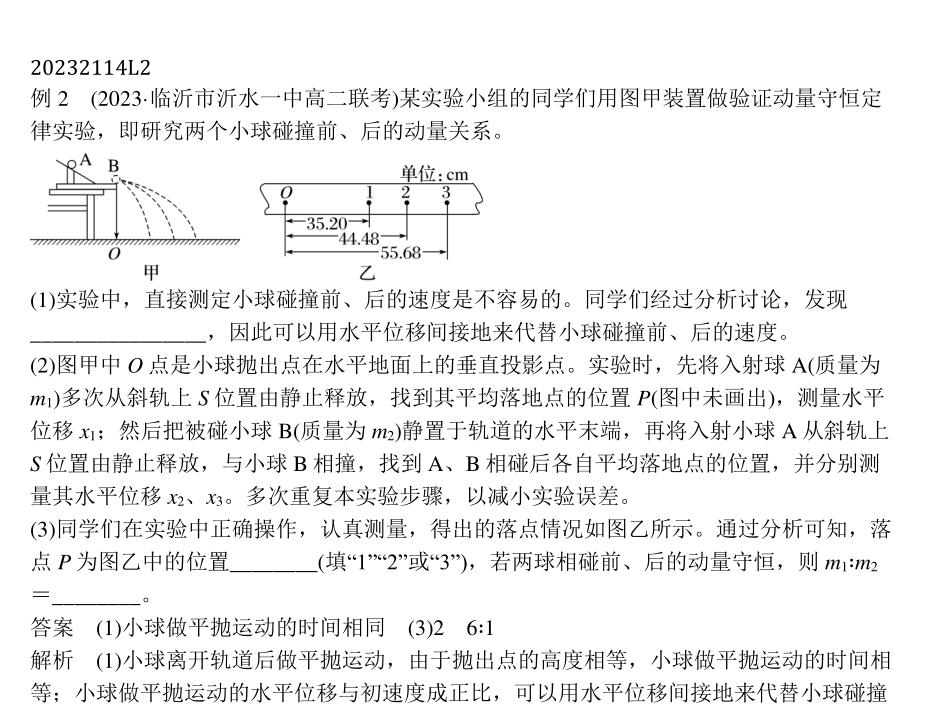 20232114L2
例 2　(2023·临沂市沂水一中高二联考)某实验小组的同学们用图甲装置做验证动量守恒定
律实验，即研究两个小球碰撞前、后的动量关系。
A B
O
甲
单位:cm
O 1 2 3
35.20
44.48
55.68
乙
(1)实验中，直接测定小球碰撞前、后的速度是不容易的。同学们经过分析讨论，发现
________________,因此可以用水平位移间接地来代替小球碰撞前、后的速度。
(2)图甲中 O 点是小球抛出点在水平地面上的垂直投影点。实验时，先将入射球 A(质量为
m₁)多次从斜轨上 S 位置由静止释放，找到其平均落地点的位置 P(图中未画出)，测量水平
位移 x₁；然后把被碰小球 B(质量为 m₂)静置于轨道的水平末端，再将入射小球 A 从斜轨上
S 位置由静止释放，与小球 B 相撞，找到 A、B 相碰后各自平均落地点的位置，并分别测
量其水平位移 x₂、x₃。多次重复本实验步骤，以减小实验误差。
(3)同学们在实验中正确操作，认真测量，得出的落点情况如图乙所示。通过分析可知，落
点 P 为图乙中的位置________(填“1”“2”或“3”)，若两球相碰前、后的动量守恒，则 m₁∶m₂
＝________。
答案　(1)小球做平抛运动的时间相同　(3)2　6∶1
解析　(1)小球离开轨道后做平抛运动，由于抛出点的高度相等，小球做平抛运动的时间相
等；小球做平抛运动的水平位移与初速度成正比，可以用水平位移间接地来代替小球碰撞